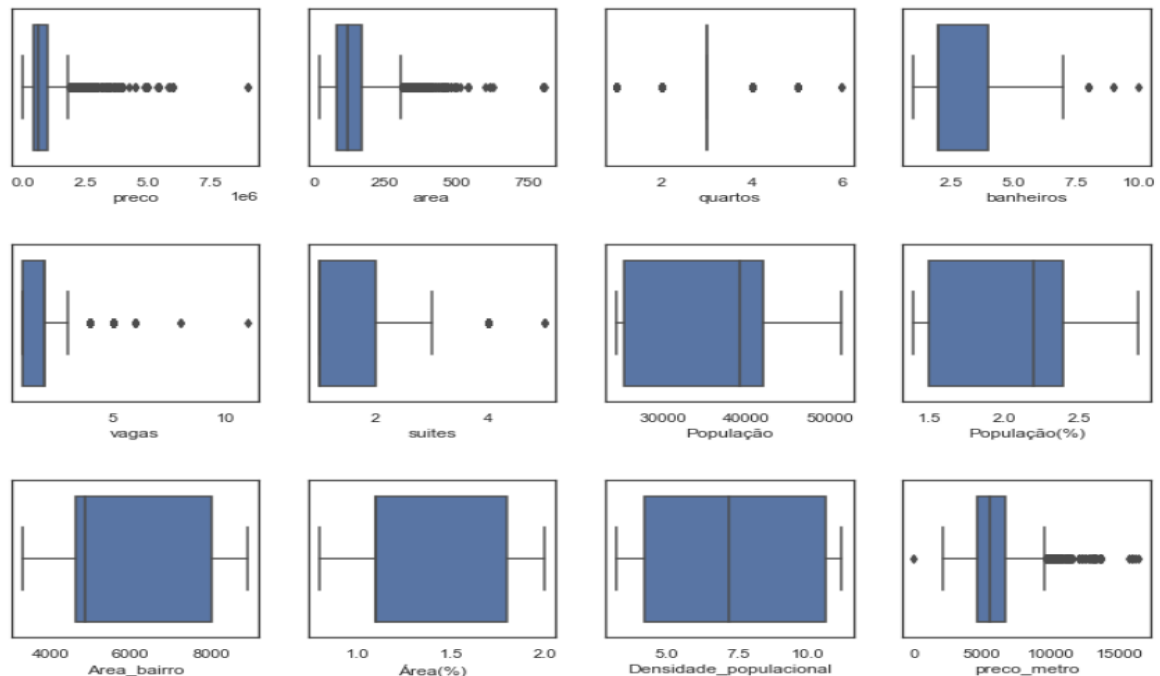 0.0 2.5 5.0 7.5
preco
1e6
0 250 500 750
area
2 4 6
quartos
2.5 5.0 7.5 10.0
banheiros
5 10
vagas
2 4
suites
30000 40000 50000
População
1.5 2.0 2.5
População(%)
4000 6000 8000
Area_bairro
1.0 1.5 2.0
Área(%)
5.0 7.5 10.0
Densidade_populacional
0 5000 10000 15000
preco_metro